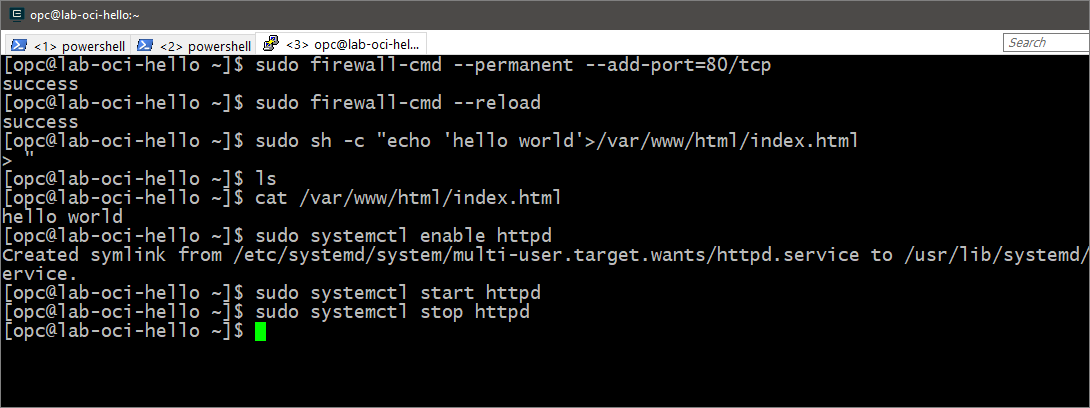 opc@lab-oci-hello:~
<1> powershell <2> powershell <3> opc@lab-oci-hel... Search
[opc@lab-oci-hello ~]$ sudo firewall-cmd --permanent --add-port=80/tcp
success
[opc@lab-oci-hello ~]$ sudo firewall-cmd --reload
success
[opc@lab-oci-hello ~]$ sudo sh -c "echo 'hello world'>/var/www/html/index.html
> "
[opc@lab-oci-hello ~]$ ls
[opc@lab-oci-hello ~]$ cat /var/www/html/index.html
hello world
[opc@lab-oci-hello ~]$ sudo systemctl enable httpd
Created symlink from /etc/systemd/system/multi-user.target.wants/httpd.service to /usr/lib/systemd/
ervice.
[opc@lab-oci-hello ~]$ sudo systemctl start httpd
[opc@lab-oci-hello ~]$ sudo systemctl stop httpd
[opc@lab-oci-hello ~]$